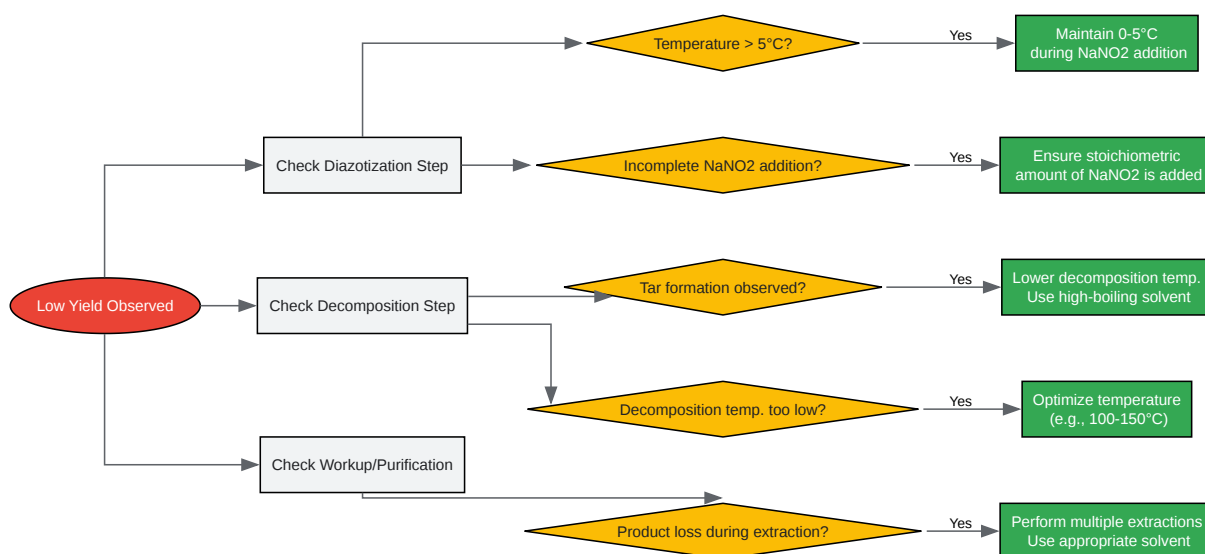 Temperature > 5°C?
Yes
Maintain 0-5°C
during NaNO2 addition
Check Diazotization Step
Incomplete NaNO2 addition?
Yes
Ensure stoichiometric
amount of NaNO2 is added
Low Yield Observed
Check Decomposition Step
Tar formation observed?
Yes
Lower decomposition temp.
Use high-boiling solvent
Decomposition temp. too low?
Yes
Optimize temperature
(e.g., 100-150°C)
Check Workup/Purification
Product loss during extraction?
Yes
Perform multiple extractions
Use appropriate solvent